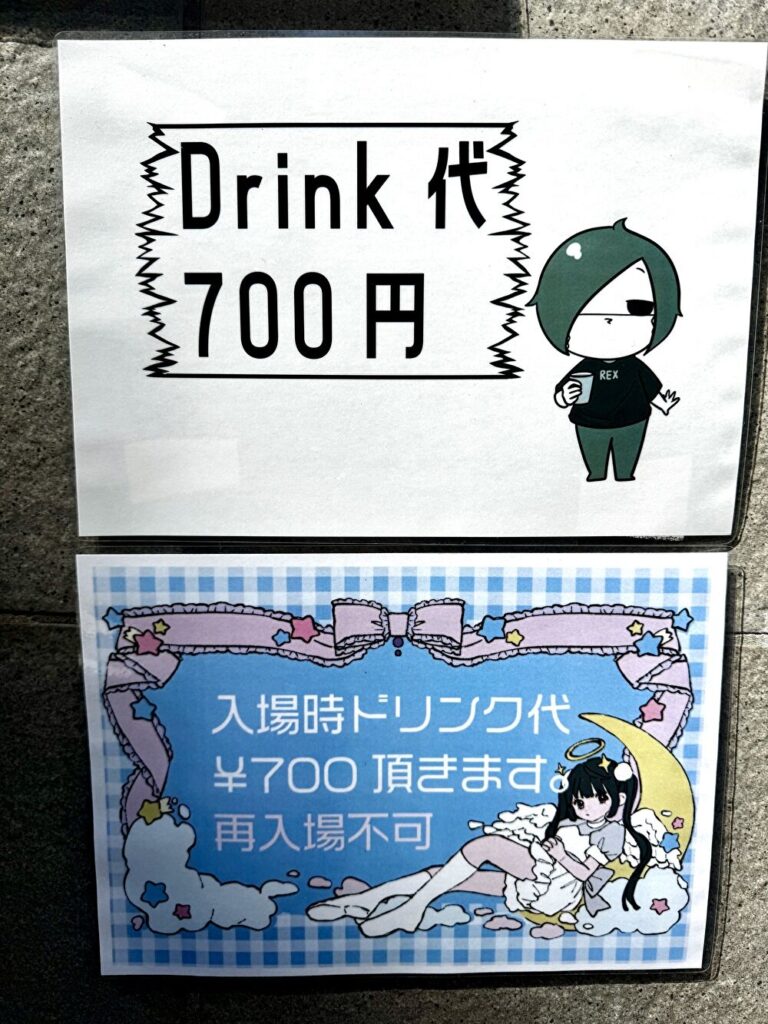 Drink 代
700 円
REX
入場時ドリンク代
¥700 頂きます。
再入場不可